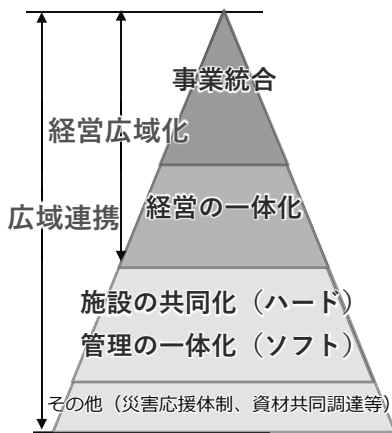 事業統合
経営広域化
経営の一体化
広域連携
施設の共同化（ハード）
管理の一体化（ソフト）
その他（災害応援体制、資材共同調達等）